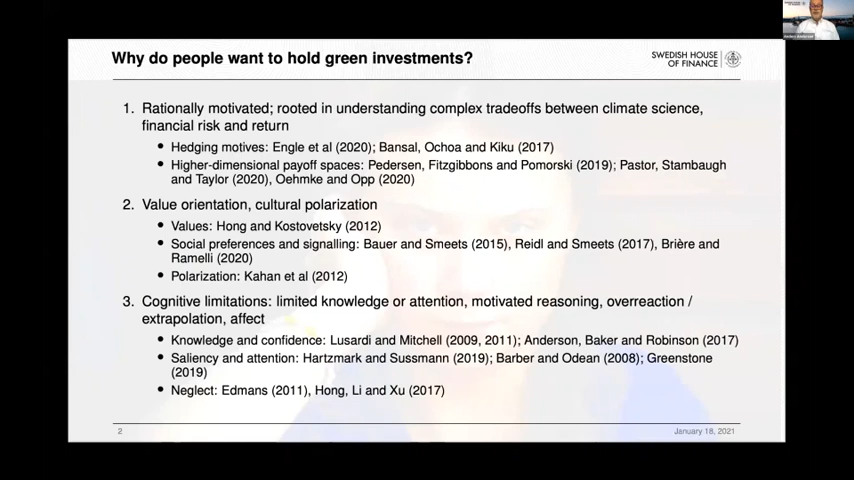 Why do people want to hold green investments?
SWEDISH HOUSE
OF FINANCE
1. Rationally motivated; rooted in understanding complex tradeoffs between climate science,
financial risk and return
• Hedging motives: Engle et al (2020); Bansal, Ochoa and Kiku (2017)
• Higher-dimensional payoff spaces: Pedersen, Fitzgibbons and Pomorski (2019); Pastor, Stambaugh
and Taylor (2020), Oehmke and Opp (2020)
2. Value orientation, cultural polarization
• Values: Hong and Kostovetsky (2012)
• Social preferences and signalling: Bauer and Smeets (2015), Reidl and Smeets (2017), Brière and
Ramelli (2020)
• Polarization: Kahan et al (2012)
3. Cognitive limitations: limited knowledge or attention, motivated reasoning, overreaction /
extrapolation, affect
• Knowledge and confidence: Lusardi and Mitchell (2009, 2011); Anderson, Baker and Robinson (2017)
• Saliency and attention: Hartzmark and Sussmann (2019); Barber and Odean (2008); Greenstone
(2019)
• Neglect: Edmans (2011), Hong, Li and Xu (2017)
2
January 18, 2021